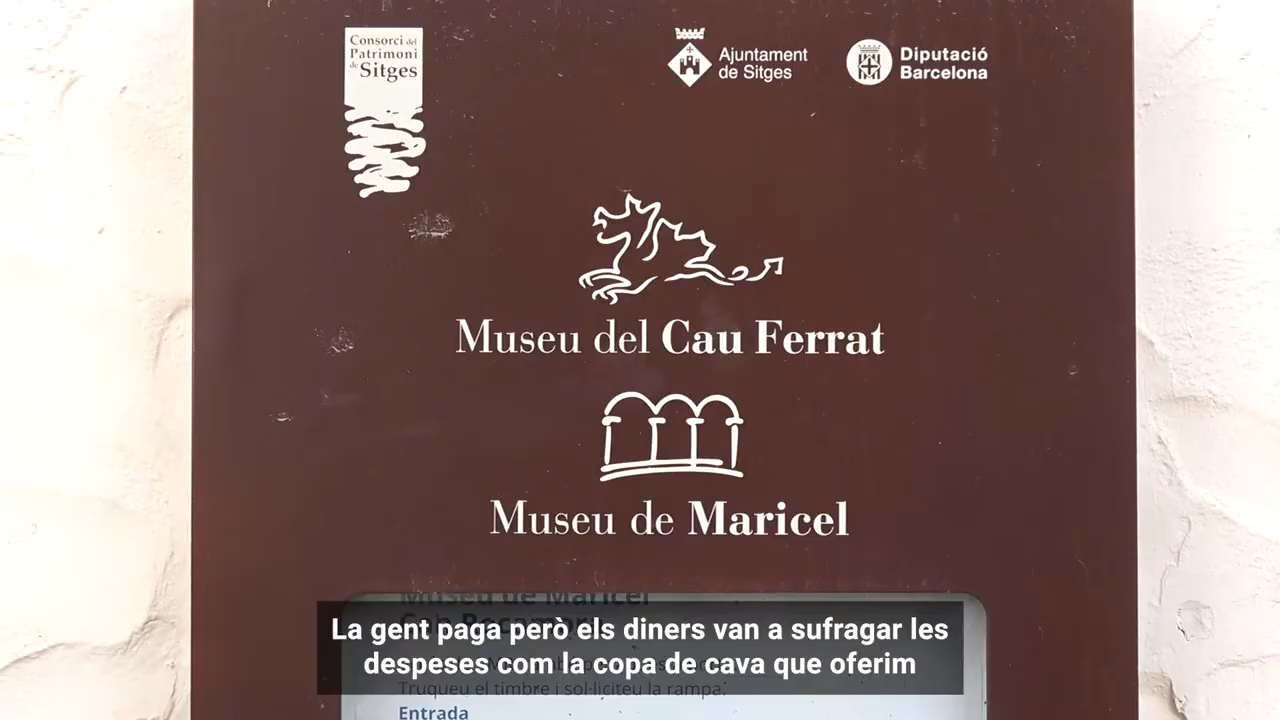 Consorci del
Patrimoni
de Sitges
Ajuntament
de Sitges
Diputació
Barcelona
Museu del Cau Ferrat
Museu de Maricel
Museu de Maricel
La gent paga però els diners van a sufragar les
despeses com la copa de cava que oferim
Truqueu el timbre i sol·liciteu la rampa.
Entrada